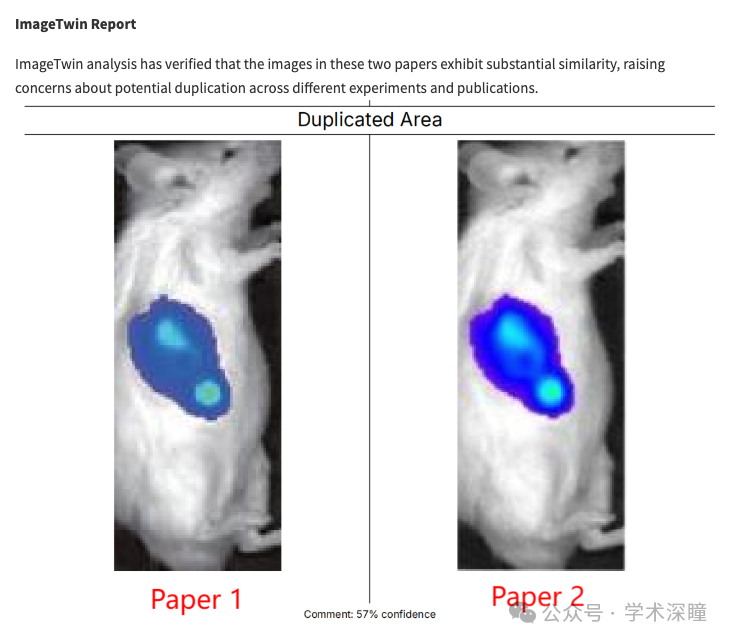 ImageTwin Report
ImageTwin analysis has verified that the images in these two papers exhibit substantial similarity, raising
concerns about potential duplication across different experiments and publications.
Duplicated Area
Paper 1
Paper 2
Comment: 57% confidence
公众号 · 学术深瞳